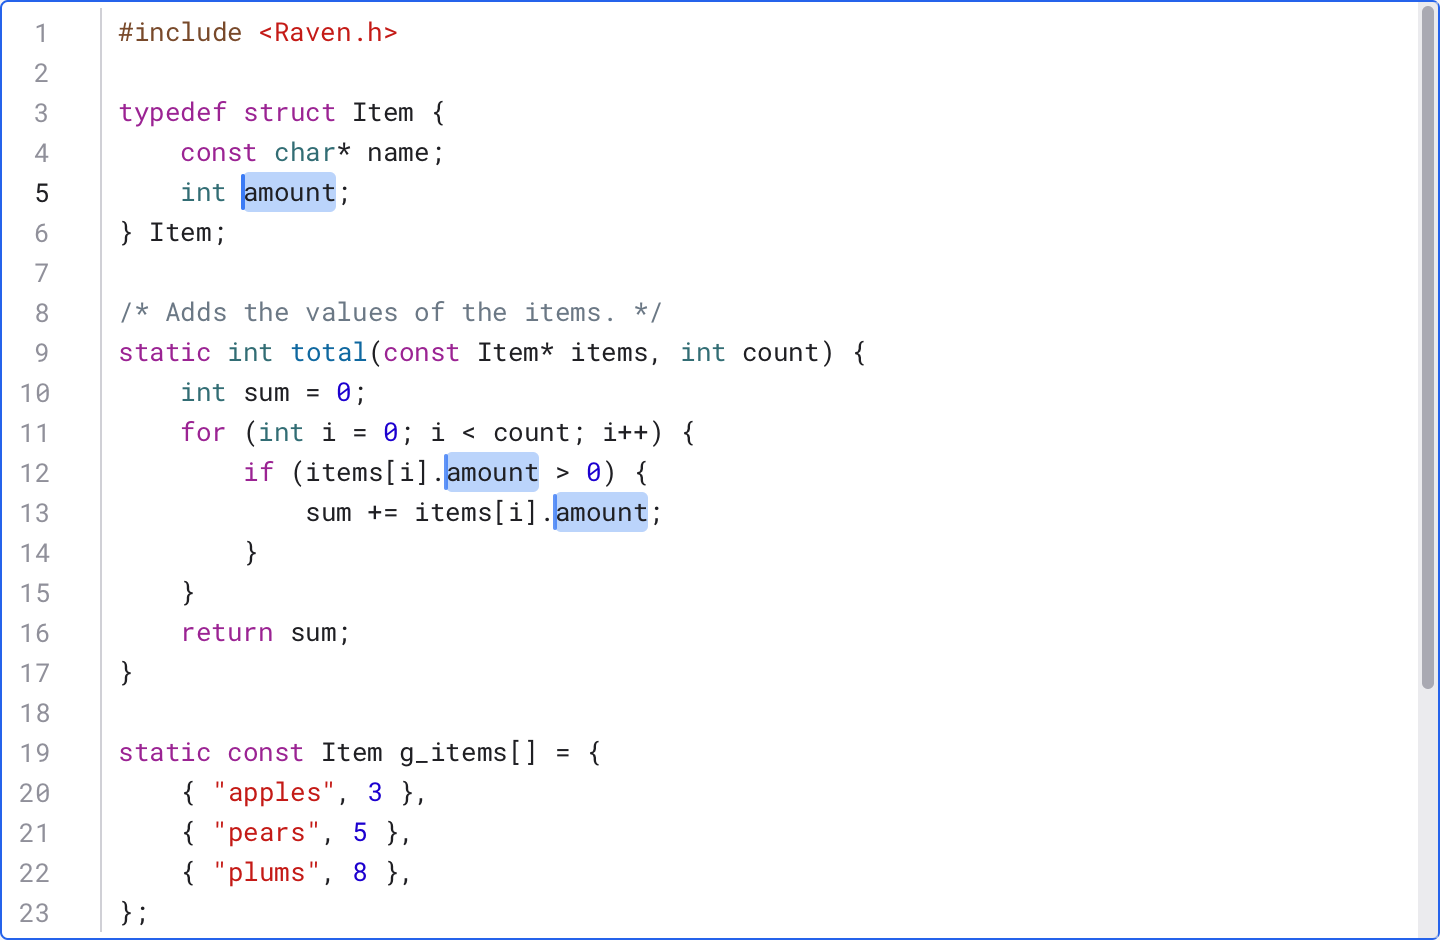 1 #include <Raven.h>
2
3 typedef struct Item {
4     const char* name;
5     int amount;
6 } Item;
7
8 /* Adds the values of the items. */
9 static int total(const Item* items, int count) {
10     int sum = 0;
11     for (int i = 0; i < count; i++) {
12         if (items[i].amount > 0) {
13             sum += items[i].amount;
14         }
15     }
16     return sum;
17 }
18
19 static const Item g_items[] = {
20     { "apples", 3 },
21     { "pears", 5 },
22     { "plums", 8 },
23 };